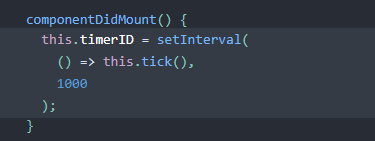 componentDidMount() {
  this.timerID = setInterval(
    () => this.tick(),
    1000
  );
}